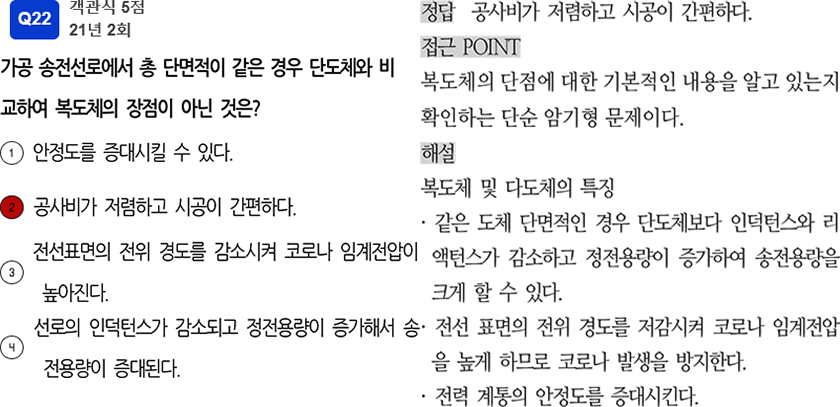 Q22
객관식 5점
21년 2회
가공 송전선로에서 총 단면적이 같은 경우 단도체와 비
교하여 복도체의 장점이 아닌 것은?
1 안정도를 증대시킬 수 있다.
2 공사비가 저렴하고 시공이 간편하다.
3 전선표면의 전위 경도를 감소시켜 코로나 임계전압이
높아진다.
4 선로의 인덕턴스가 감소되고 정전용량이 증가해서 송
전용량이 증대된다.
정답 공사비가 저렴하고 시공이 간편하다.
접근 POINT
복도체의 단점에 대한 기본적인 내용을 알고 있는지
확인하는 단순 암기형 문제이다.
해설
복도체 및 다도체의 특징
· 같은 도체 단면적인 경우 단도체보다 인덕턴스와 리
액턴스가 감소하고 정전용량이 증가하여 송전용량을
크게 할 수 있다.
· 전선 표면의 전위 경도를 저감시켜 코로나 임계전압
을 높게 하므로 코로나 발생을 방지한다.
· 전력 계통의 안정도를 증대시킨다.